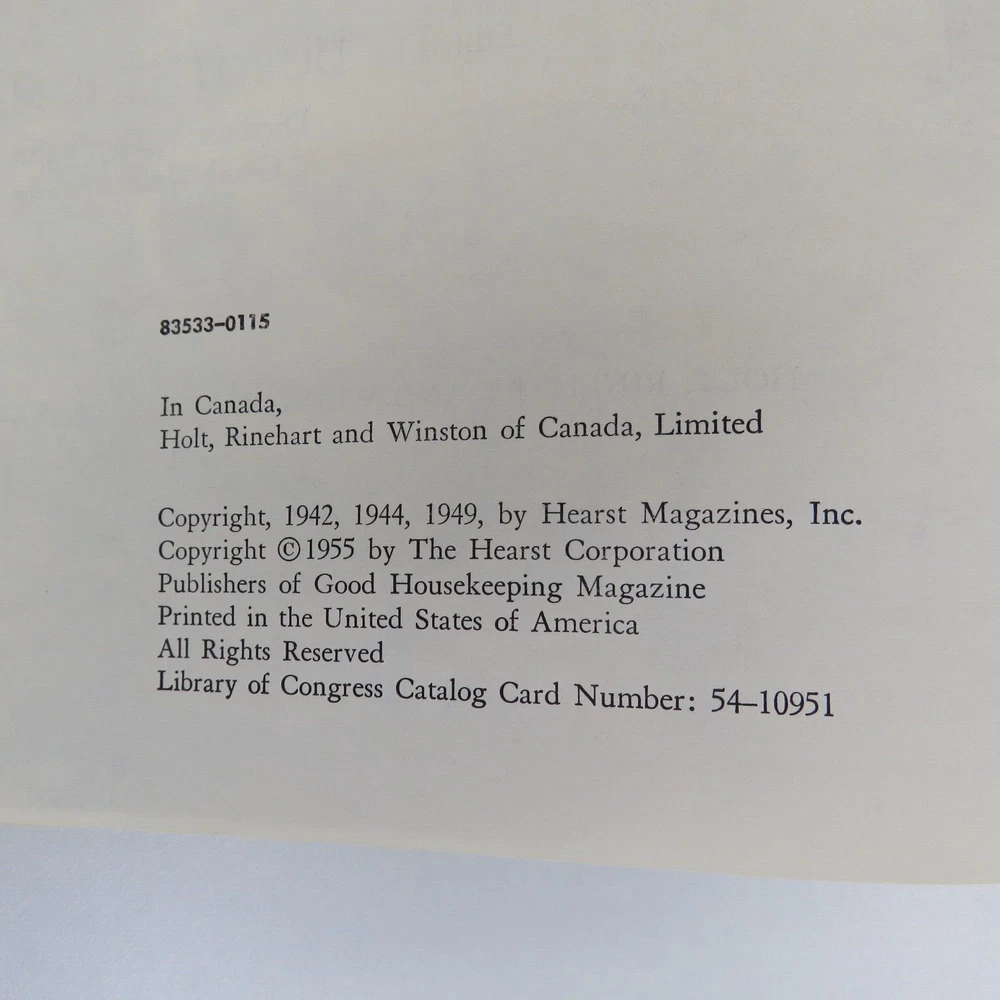 83533–0115
In Canada,
Holt, Rinehart and Winston of Canada, Limited
Copyright, 1942, 1944, 1949, by Hearst Magazines, Inc.
Copyright ©1955 by The Hearst Corporation
Publishers of Good Housekeeping Magazine
Printed in the United States of America
All Rights Reserved
Library of Congress Catalog Card Number: 54–10951